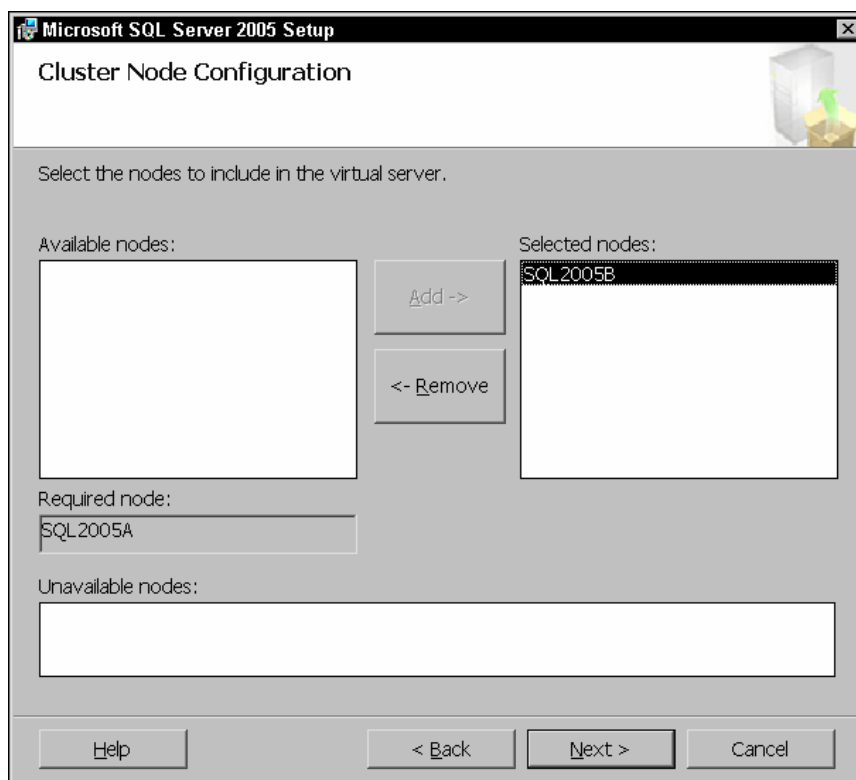 Microsoft SQL Server 2005 Setup
Cluster Node Configuration
Select the nodes to include in the virtual server.
Available nodes:
Selected nodes:
SQL2005B
Add ->
<- Remove
Required node:
SQL2005A
Unavailable nodes:
Help
< Back
Next >
Cancel